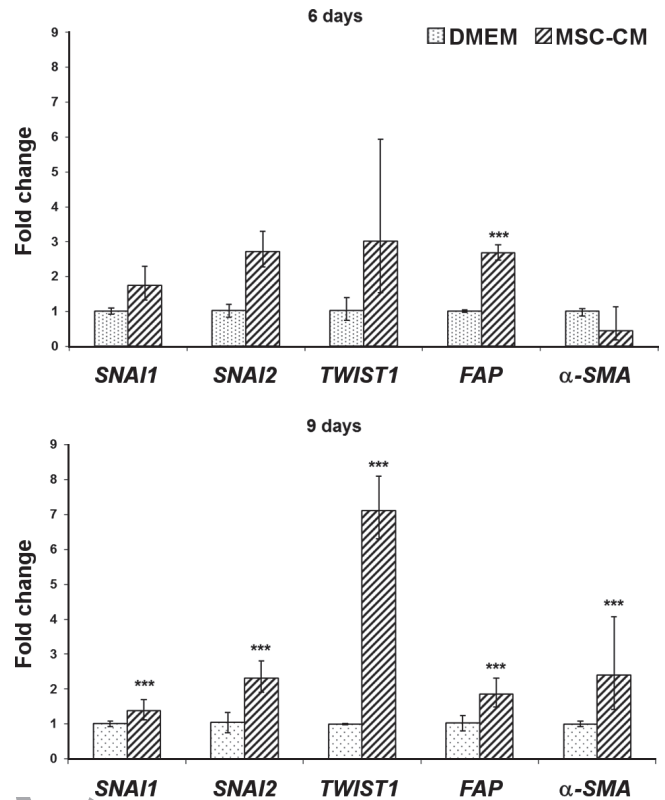 6 days
DMEM MSC-CM
Fold change
9
8
7
6
5
4
3
2
1
0
***
SNAI1 SNAI2 TWIST1 FAP α-SMA
9 days
Fold change
9
8
7
6
5
4
3
2
1
0
*** *** *** *** ***
SNAI1 SNAI2 TWIST1 FAP α-SMA